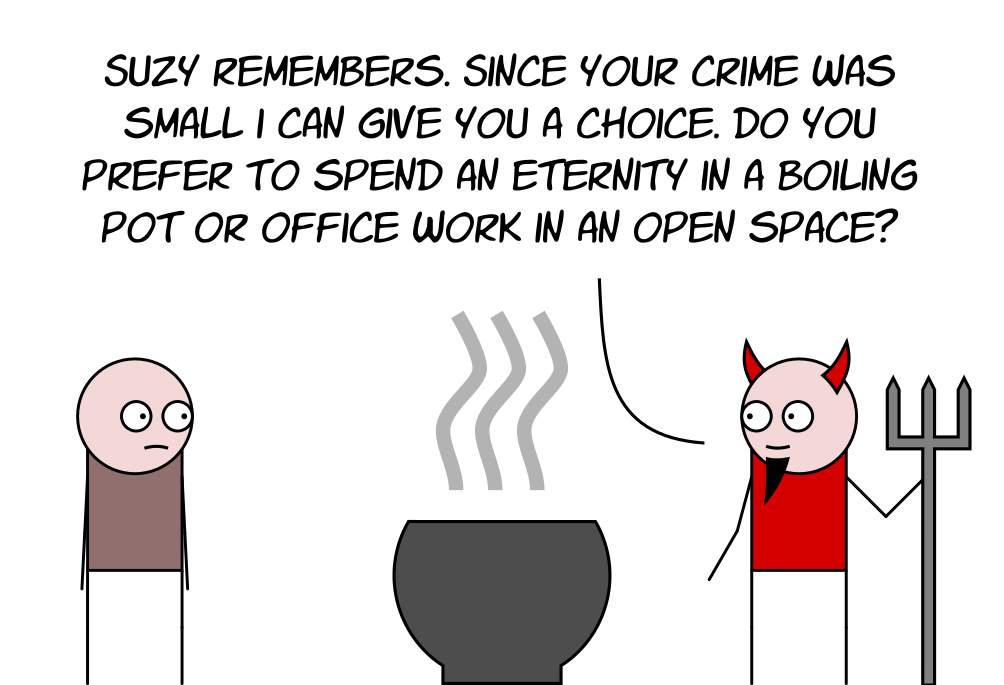 SUZY REMEMBERS. SINCE YOUR CRIME WAS
SMALL I CAN GIVE YOU A CHOICE. DO YOU
PREFER TO SPEND AN ETERNITY IN A BOILING
POT OR OFFICE WORK IN AN OPEN SPACE?